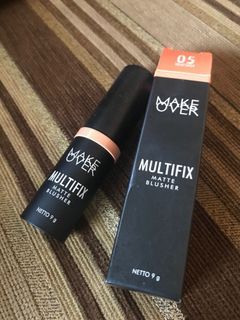 MAKE
OVER
MULTIFIX
MATTE
BLUSHER
NETTO 9 g
05
MAKE
OVER
MULTIFIX
MATTE
BLUSHER
NETTO 9 g